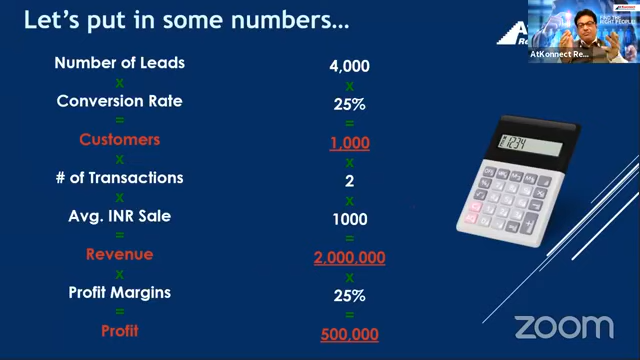 Let's put in some numbers...
Number of Leads 4,000
x x
Conversion Rate 25%
= =
Customers 1,000
x x
# of Transactions 2
x x
Avg. INR Sale 1000
= =
Revenue 2,000,000
x x
Profit Margins 25%
= =
Profit 500,000
AtKonnect Re...
zoom